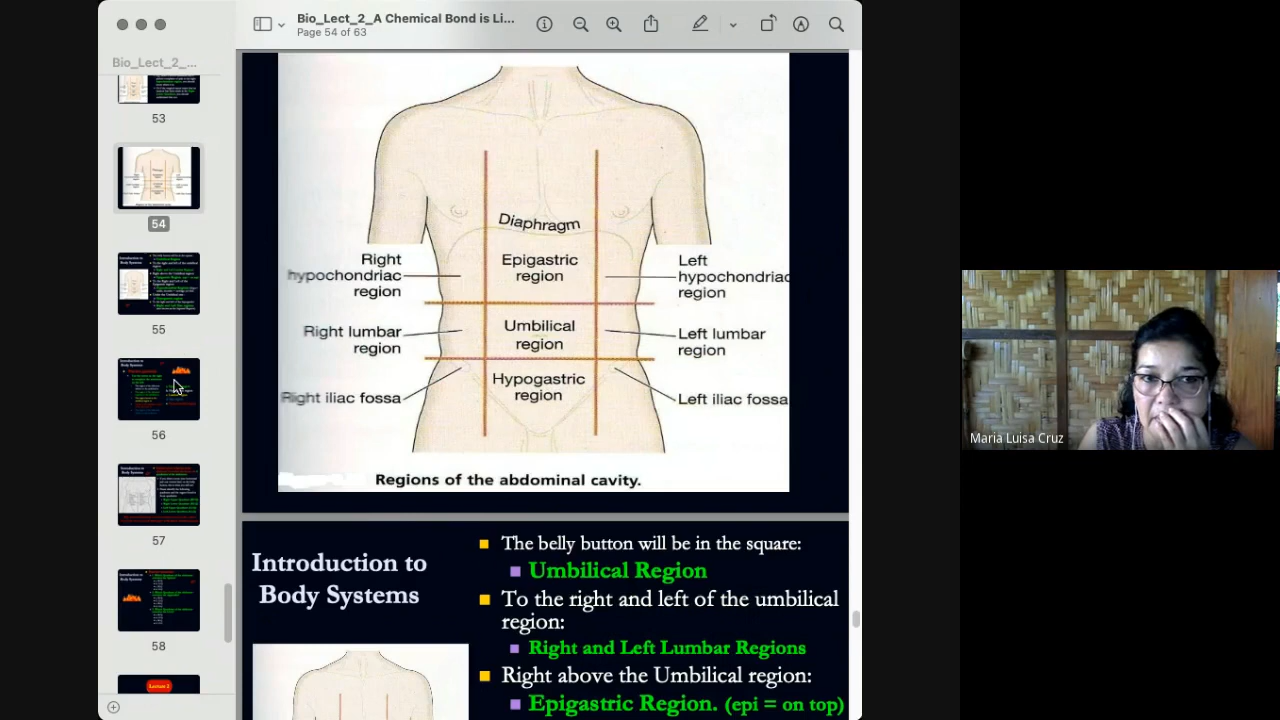 Bio_Lect_2_A Chemical Bond is Li...
Page 54 of 63
Bio_Lect_2_...
53
54
55
56
57
58
Lecture 3
Diaphragm
Right
hypochondriac
region
Epigastric
region
Left
hypochondriac
region
Right lumbar
region
Umbilical
region
Left lumbar
region
Right iliac fossa
Hypogastric
region
Left iliac fossa
Regions of the abdominal cavity.
Introduction to
Body Systems
The belly button will be in the square:
Umbilical Region
To the right and left of the umbilical
region:
Right and Left Lumbar Regions
Right above the Umbilical region:
Epigastric Region. (epi = on top)
Maria Luisa Cruz